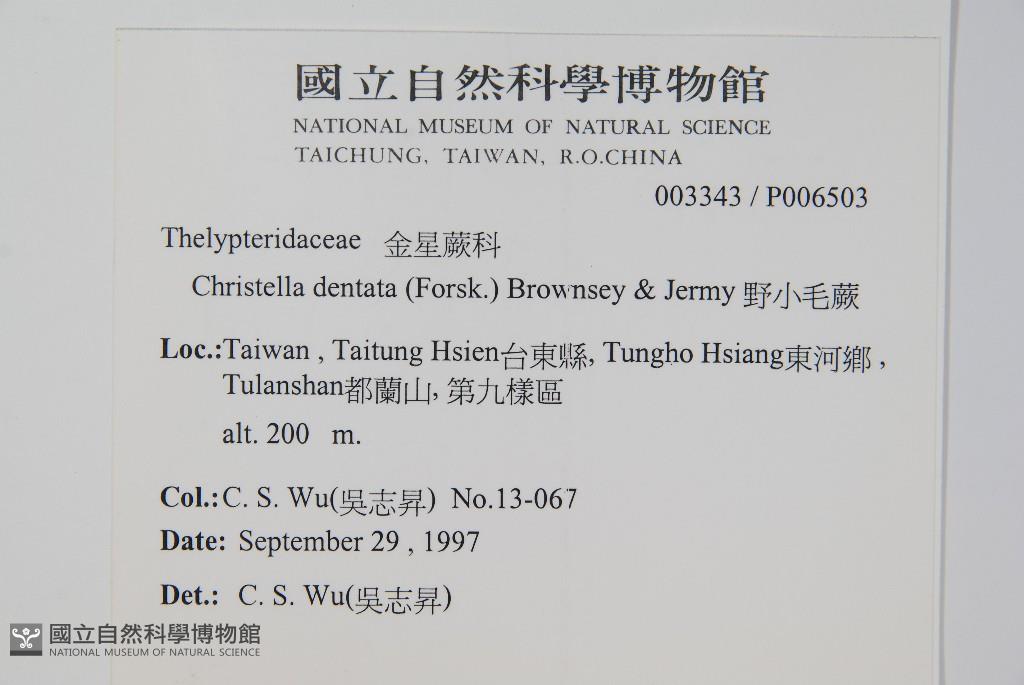 國立自然科學博物館
NATIONAL MUSEUM OF NATURAL SCIENCE
TAICHUNG, TAIWAN, R.O.CHINA
003343 / P006503
Thelypteridaceae 金星蕨科
Christella dentata (Forsk.) Brownsey & Jermy 野小毛蕨
Loc.:Taiwan , Taitung Hsien台東縣, Tungho Hsiang東河鄉 ,
Tulanshan都蘭山, 第九樣區
alt. 200 m.
Col.:C. S. Wu(吳志昇) No.13-067
Date: September 29 , 1997
Det.: C. S. Wu(吳志昇)
國立自然科學博物館
NATIONAL MUSEUM OF NATURAL SCIENCE